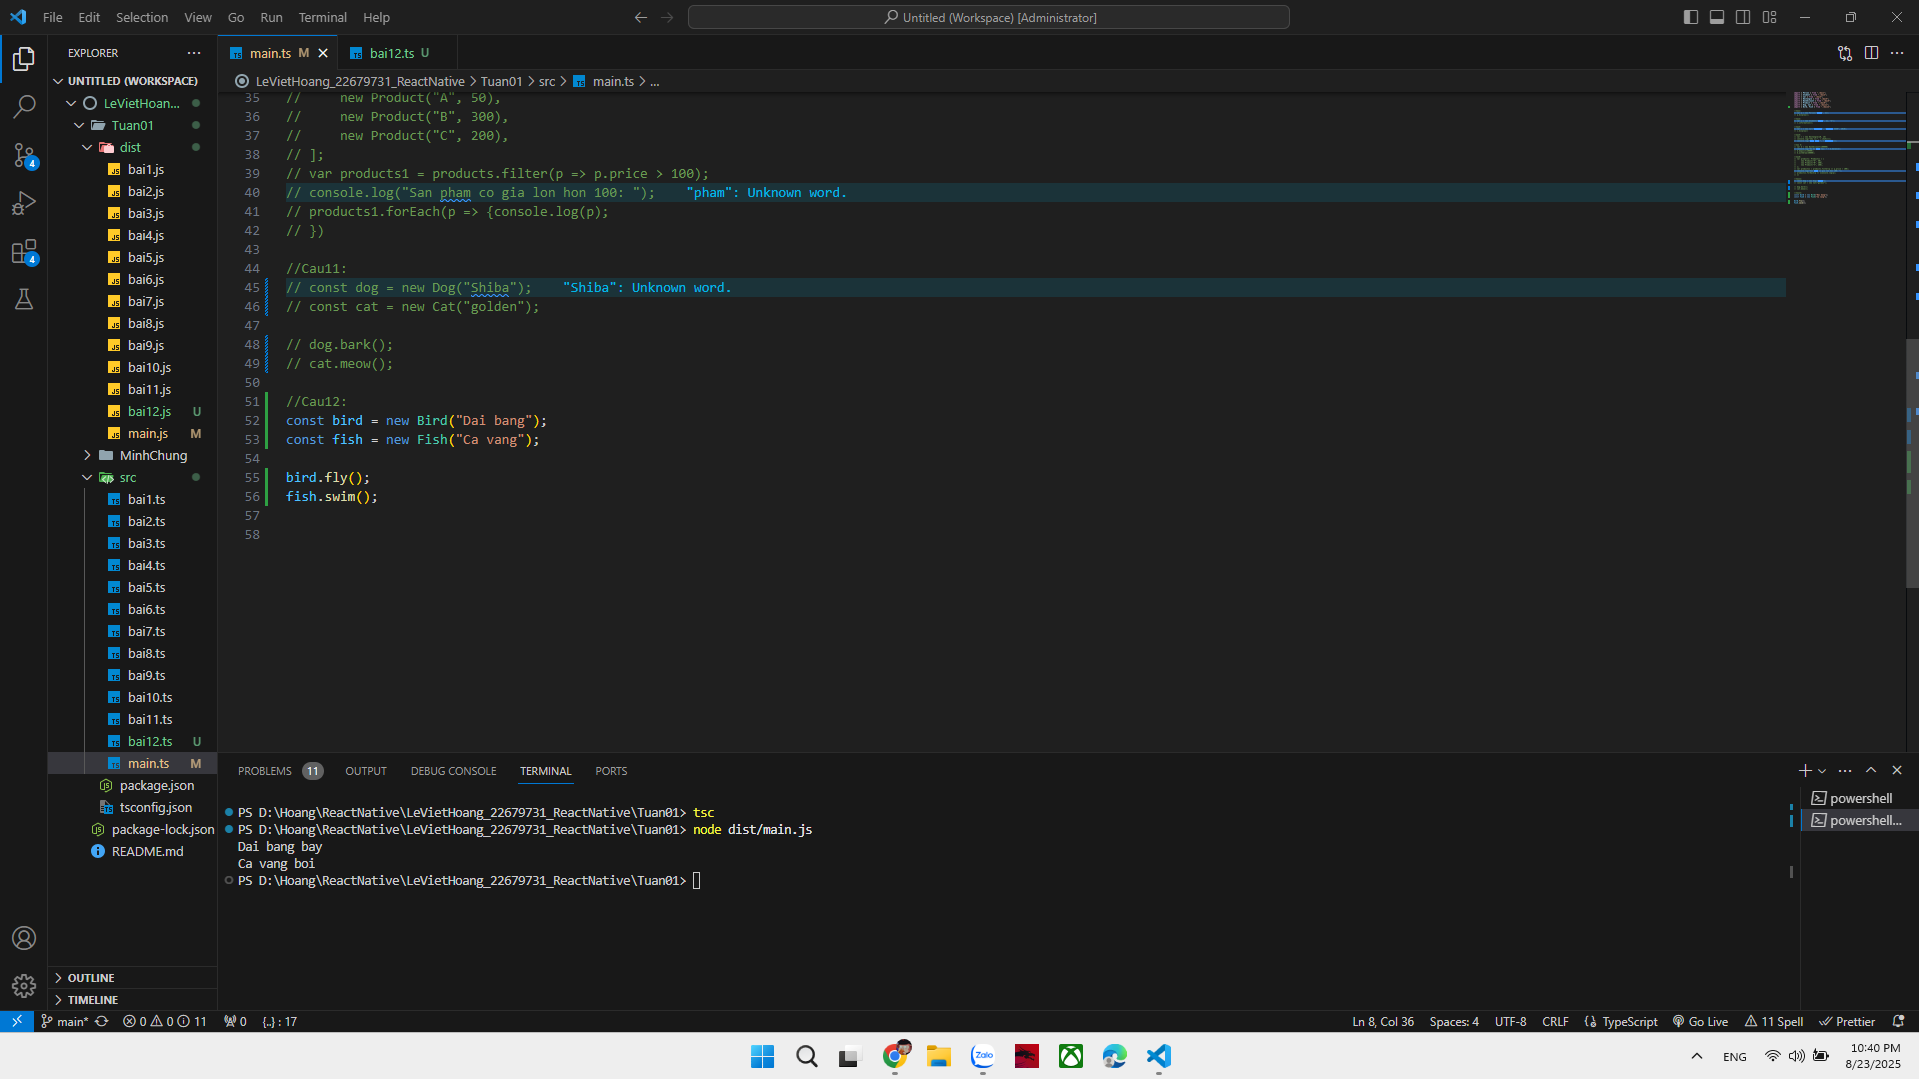 File Edit Selection View Go Run Terminal Help
Untitled (Workspace) [Administrator]
EXPLORER
UNTITLED (WORKSPACE)
LeVietHoan...
Tuan01
dist
bai1.js
bai2.js
bai3.js
bai4.js
bai5.js
bai6.js
bai7.js
bai8.js
bai9.js
bai10.js
bai11.js
bai12.js U
main.js M
MinhChung
src
bai1.ts
bai2.ts
bai3.ts
bai4.ts
bai5.ts
bai6.ts
bai7.ts
bai8.ts
bai9.ts
bai10.ts
bai11.ts
bai12.ts U
main.ts M
package.json
tsconfig.json
package-lock.json
README.md
OUTLINE
TIMELINE
4
4
main.ts M
bai12.ts U
LeVietHoang_22679731_ReactNative > Tuan01 > src > main.ts > ...
35 // new Product("A", 50),
36 // new Product("B", 300),
37 // new Product("C", 200),
38 // ];
39 // var products1 = products.filter(p => p.price > 100);
40 // console.log("San pham co gia lon hon 100: "); "pham": Unknown word.
41 // products1.forEach(p => {console.log(p);
42 // })
43
44 //Cau11:
45 // const dog = new Dog("Shiba"); "Shiba": Unknown word.
46 // const cat = new Cat("golden");
47
48 // dog.bark();
49 // cat.meow();
50
51 //Cau12:
52 const bird = new Bird("Dai bang");
53 const fish = new Fish("Ca vang");
54
55 bird.fly();
56 fish.swim();
57
58
PROBLEMS 11 OUTPUT DEBUG CONSOLE TERMINAL PORTS
PS D:\Hoang\ReactNative\LeVietHoang_22679731_ReactNative\Tuan01> tsc
PS D:\Hoang\ReactNative\LeVietHoang_22679731_ReactNative\Tuan01> node dist/main.js
Dai bang bay
Ca vang boi
PS D:\Hoang\ReactNative\LeVietHoang_22679731_ReactNative\Tuan01>
powershell
powershell...
main* 0 0 11 0 {..} : 17
Ln 8, Col 36 Spaces: 4 UTF-8 CRLF TypeScript Go Live 11 Spell Prettier
Zalo
ENG
10:40 PM
8/23/2025